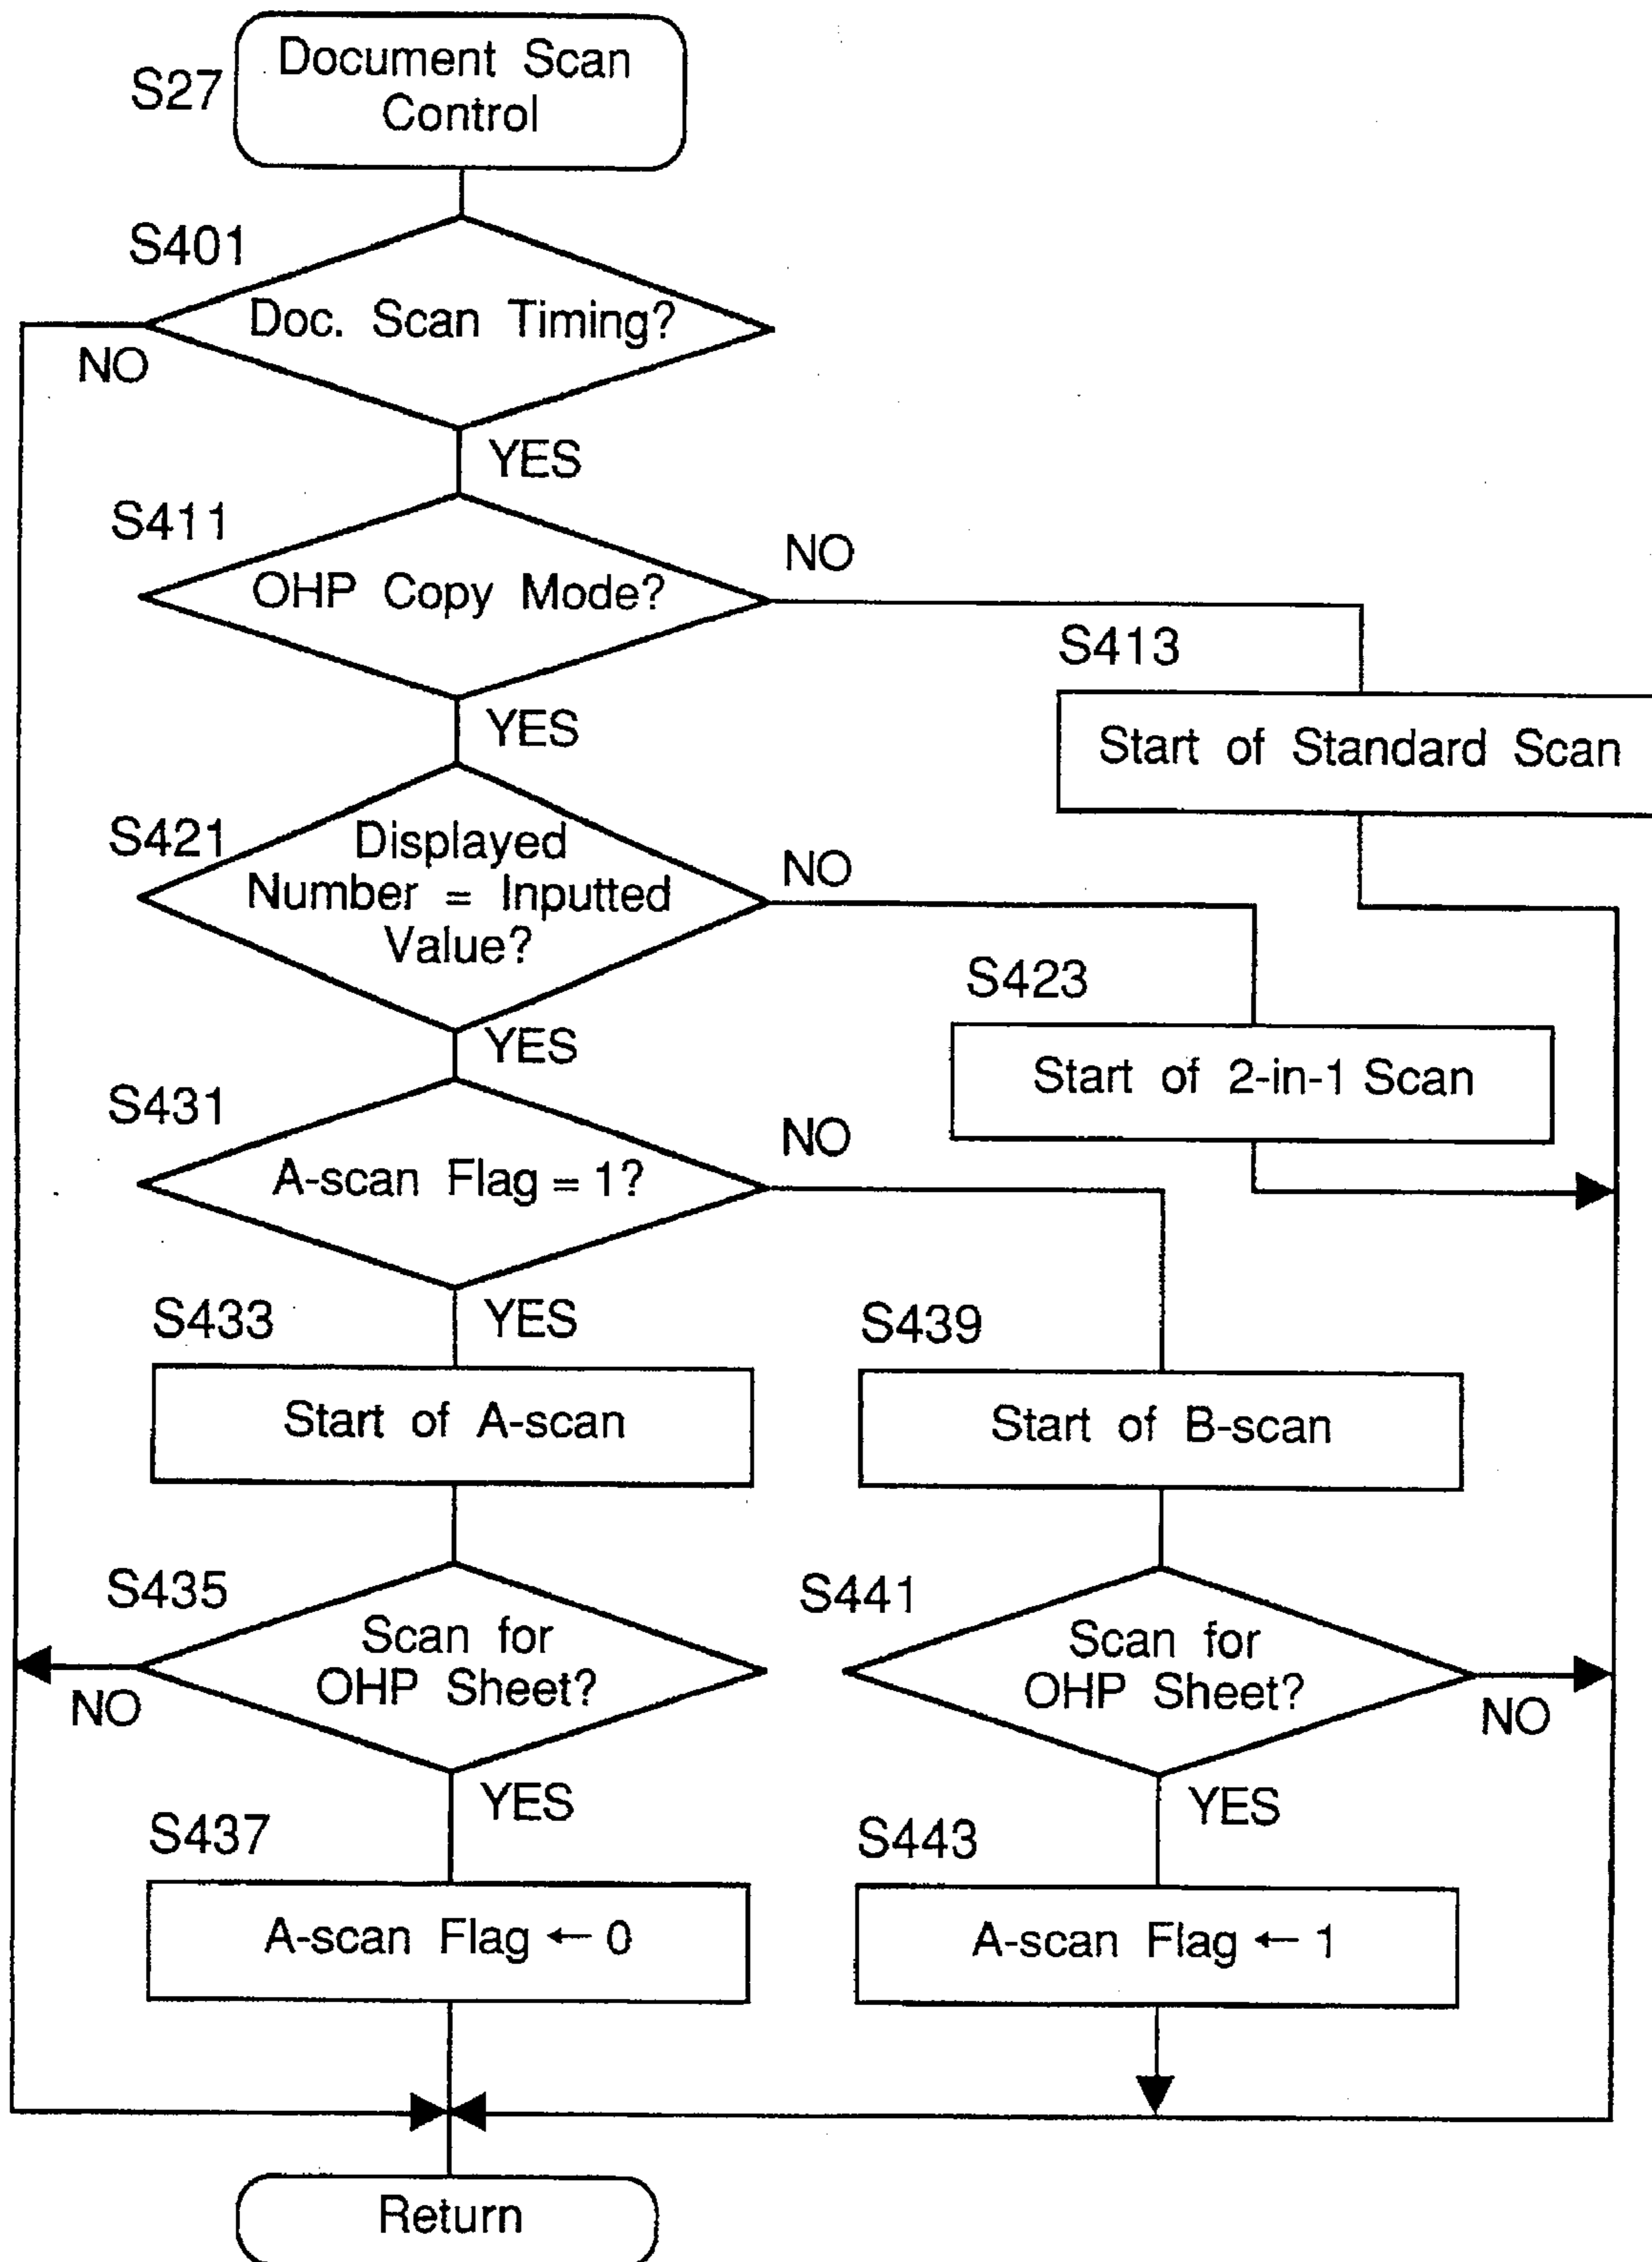 S27
Document Scan
Control
S401
Doc. Scan Timing?
NO
YES
S411
OHP Copy Mode?
NO
YES
S413
Start of Standard Scan
S421
Displayed
Number = Inputted
Value?
NO
YES
S423
Start of 2-in-1 Scan
S431
A-scan Flag = 1?
NO
YES
S433
Start of A-scan
S439
Start of B-scan
S435
Scan for
OHP Sheet?
NO
YES
S441
Scan for
OHP Sheet?
NO
YES
S437
A-scan Flag ← 0
S443
A-scan Flag ← 1
Return